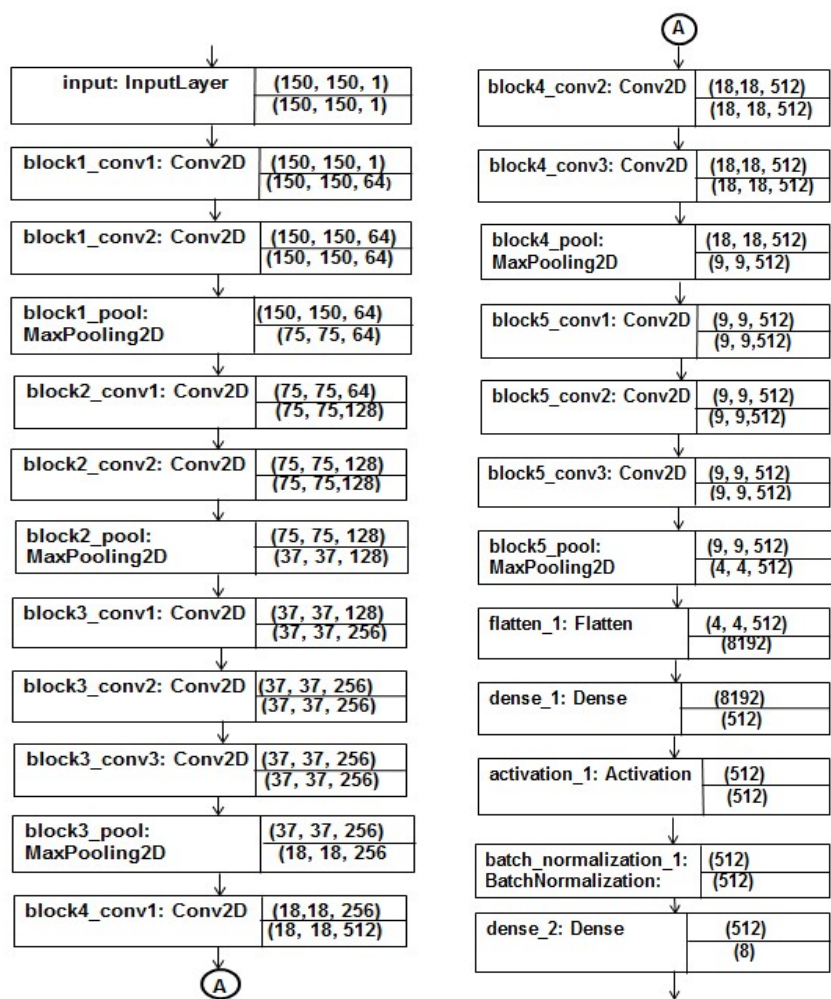 input: InputLayer
(150, 150, 1)
(150, 150, 1)
block1_conv1: Conv2D
(150, 150, 1)
(150, 150, 64)
block1_conv2: Conv2D
(150, 150, 64)
(150, 150, 64)
block1_pool:
MaxPooling2D
(150, 150, 64)
(75, 75, 64)
block2_conv1: Conv2D
(75, 75, 64)
(75, 75,128)
block2_conv2: Conv2D
(75, 75, 128)
(75, 75,128)
block2_pool:
MaxPooling2D
(75, 75, 128)
(37, 37, 128)
block3_conv1: Conv2D
(37, 37, 128)
(37, 37, 256)
block3_conv2: Conv2D
(37, 37, 256)
(37, 37, 256)
block3_conv3: Conv2D
(37, 37, 256)
(37, 37, 256)
block3_pool:
MaxPooling2D
(37, 37, 256)
(18, 18, 256
block4_conv1: Conv2D
(18,18, 256)
(18, 18, 512)
A
A
block4_conv2: Conv2D
(18,18, 512)
(18, 18, 512)
block4_conv3: Conv2D
(18,18, 512)
(18, 18, 512)
block4_pool:
MaxPooling2D
(18, 18, 512)
(9, 9, 512)
block5_conv1: Conv2D
(9, 9, 512)
(9, 9,512)
block5_conv2: Conv2D
(9, 9, 512)
(9, 9,512)
block5_conv3: Conv2D
(9, 9, 512)
(9, 9, 512)
block5_pool:
MaxPooling2D
(9, 9, 512)
(4, 4, 512)
flatten_1: Flatten
(4, 4, 512)
(8192)
dense_1: Dense
(8192)
(512)
activation_1: Activation
(512)
(512)
batch_normalization_1:
BatchNormalization:
(512)
(512)
dense_2: Dense
(512)
(8)